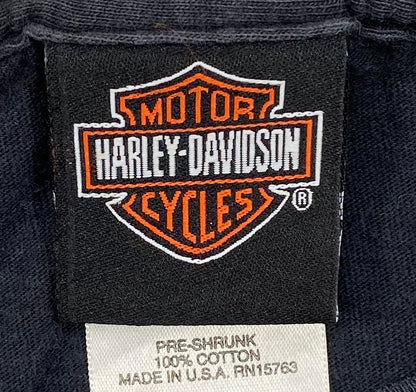 MOTOR
HARLEY-DAVIDSON
CYCLES
®
PRE-SHRUNK
100% COTTON
MADE IN U.S.A. RN15763